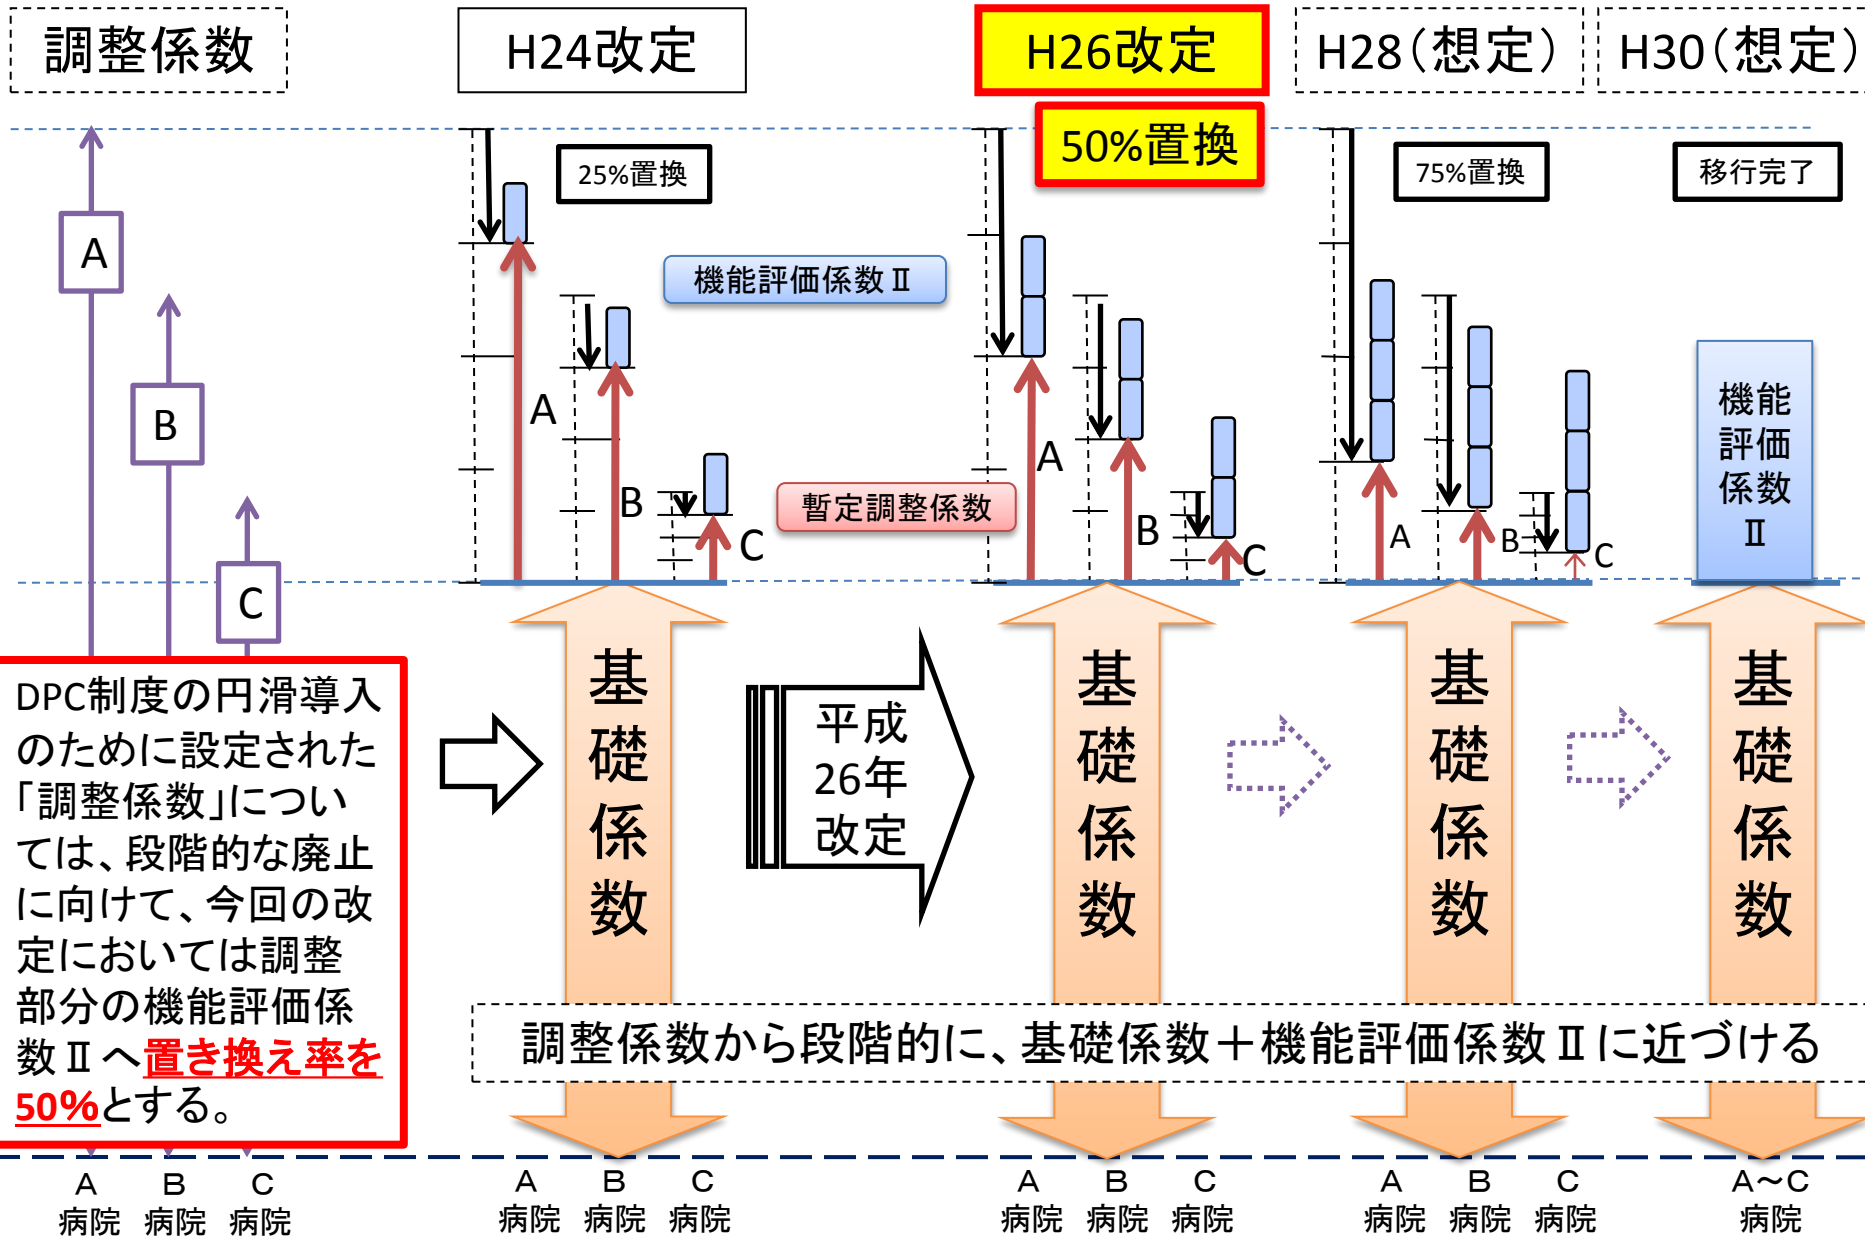 調整係数
H24改定
H26改定
H28(想定)
H30(想定)
25%置換
50%置換
75%置換
移行完了
A
B
C
機能評価係数Ⅱ
暫定調整係数
A
B
C
A
B
C
A
B
C
機能
評価
係数
Ⅱ
DPC制度の円滑導入
のために設定された
「調整係数」につい
ては、段階的な廃止
に向けて、今回の改
定においては調整
部分の機能評価係
数Ⅱへ置き換え率を
50%とする。
基
礎
係
数
平成
26年
改定
基
礎
係
数
基
礎
係
数
基
礎
係
数
調整係数から段階的に、基礎係数＋機能評価係数Ⅱに近づける
A B C
病院 病院 病院
A B C
病院 病院 病院
A B C
病院 病院 病院
A B C
病院 病院 病院
A～C
病院